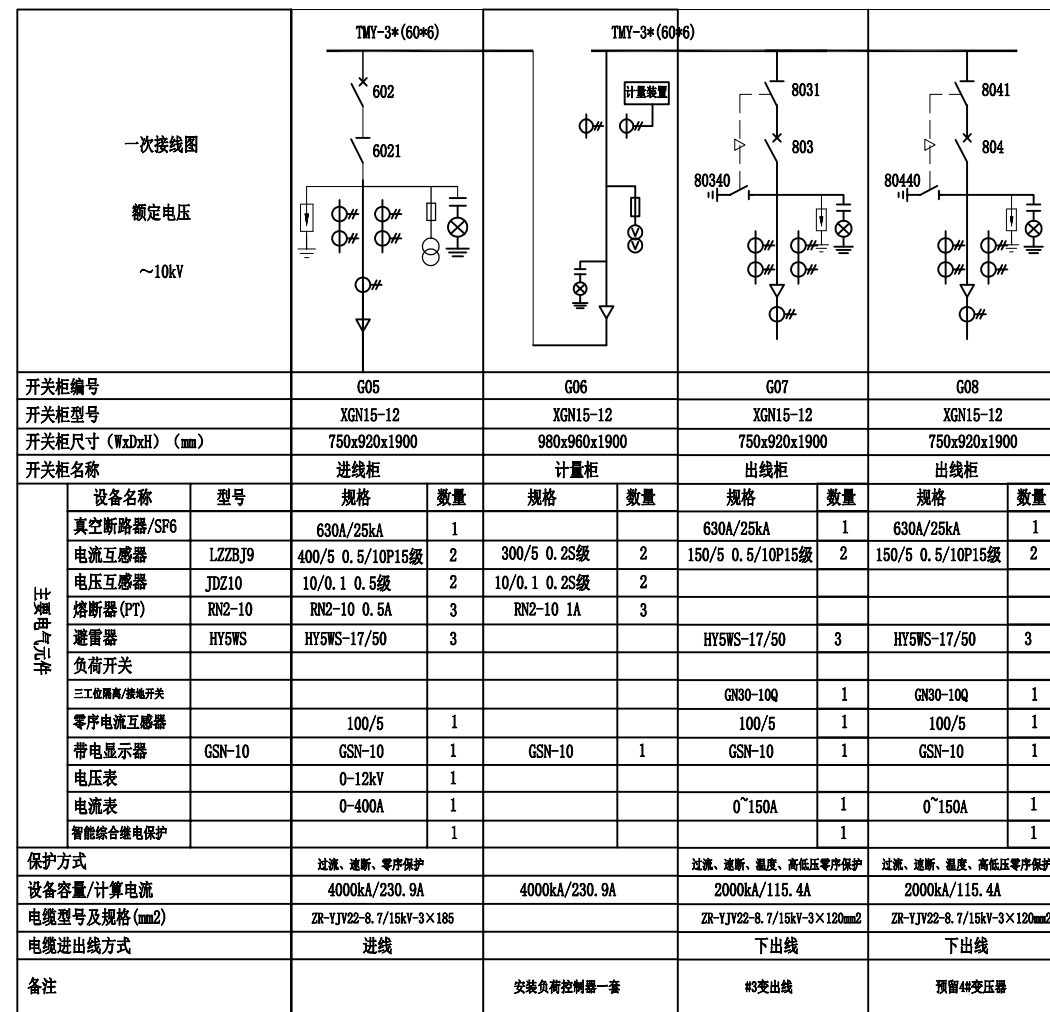 TMY-3*(60*6) TMY-3*(60*6)
602 计量装置 8031 8041
6021 803 804
80340 80440
一次接线图
额定电压
～10kV
开关柜编号 G05 G06 G07 G08
开关柜型号 XGN15-12 XGN15-12 XGN15-12 XGN15-12
开关柜尺寸 (WxDxH) (mm) 750x920x1900 980x960x1900 750x920x1900 750x920x1900
开关柜名称 进线柜 计量柜 出线柜 出线柜
主要电气元件
设备名称 型号 规格 数量 规格 数量 规格 数量 规格 数量
真空断路器/SF6 630A/25kA 1 630A/25kA 1 630A/25kA 1
电流互感器 LZZBJ9 400/5 0.5/10P15级 2 300/5 0.2S级 2 150/5 0.5/10P15级 2 150/5 0.5/10P15级 2
电压互感器 JDZ10 10/0.1 0.5级 2 10/0.1 0.2S级 2
熔断器(PT) RN2-10 RN2-10 0.5A 3 RN2-10 1A 3
避雷器 HY5WS HY5WS-17/50 3 HY5WS-17/50 3 HY5WS-17/50 3
负荷开关
三工位隔离/接地开关 GN30-10Q 1 GN30-10Q 1
零序电流互感器 100/5 1 100/5 1 100/5 1
带电显示器 GSN-10 GSN-10 1 GSN-10 1 GSN-10 1 GSN-10 1
电压表 0-12kV 1
电流表 0-400A 1 0~150A 1 0~150A 1
智能综合继电保护 1 1 1
保护方式 过流、速断、零序保护 过流、速断、温度、高低压零序保护 过流、速断、温度、高低压零序保护
设备容量/计算电流 4000kA/230.9A 4000kA/230.9A 2000kA/115.4A 2000kA/115.4A
电缆型号及规格(mm2) ZR-YJV22-8.7/15kV-3×185 ZR-YJV22-8.7/15kV-3×120mm2 ZR-YJV22-8.7/15kV-3×120mm2
电缆进出线方式 进线 下出线 下出线
备注 安装负荷控制器一套 #3变出线 预留4#变压器